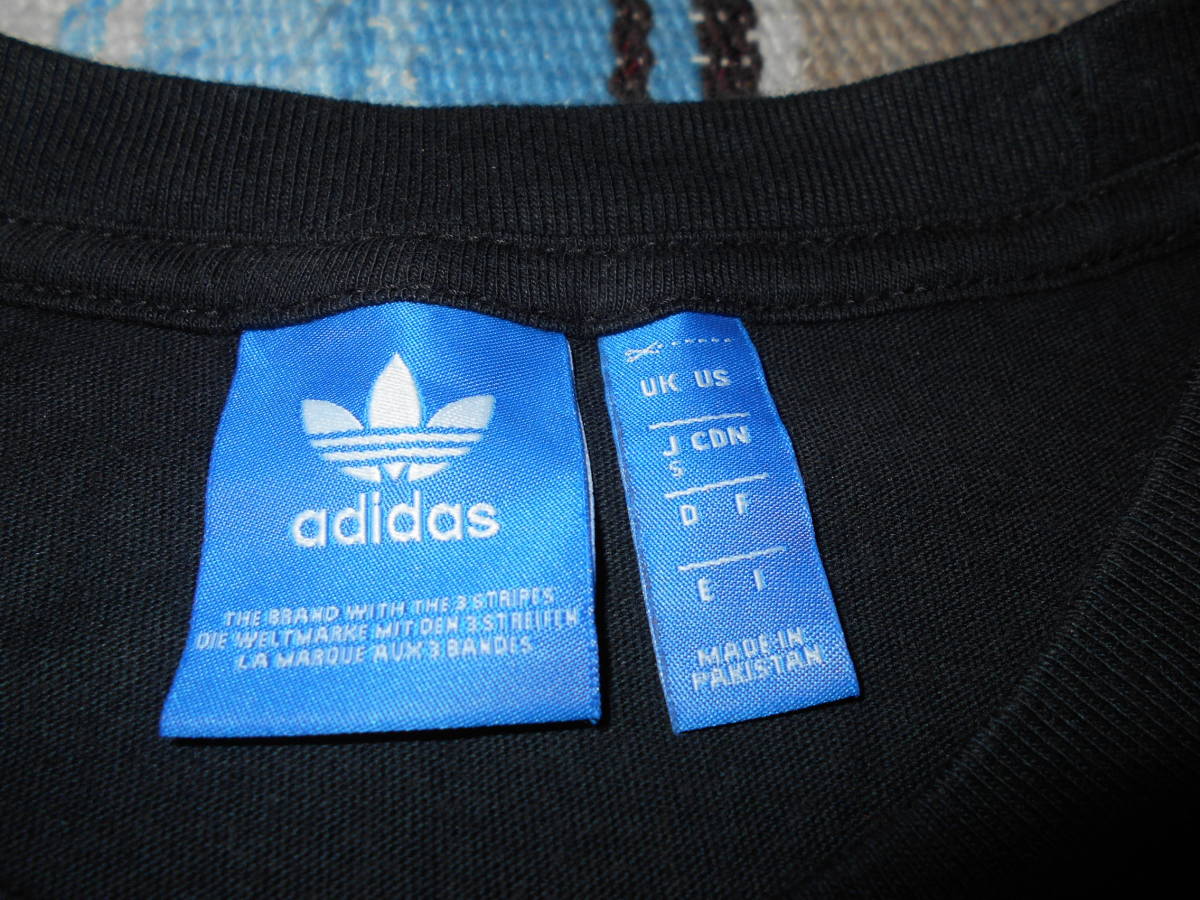 adidas
THE BRAND WITH THE 3 STRIPES
DIE WELTMARKE MIT DEN 3 STREIFEN
LA MARQUE AUX 3 BANDES
UK US
J CDN
S
D F
E I
MADE IN
PAKISTAN